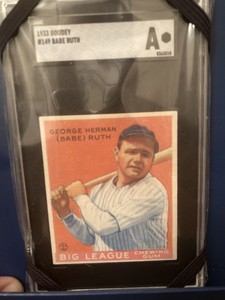 1933 GOUDEY
#149 BABE RUTH
A
GEORGE HERMAN
(BABE) RUTH
BIG LEAGUE CHEWING GUM